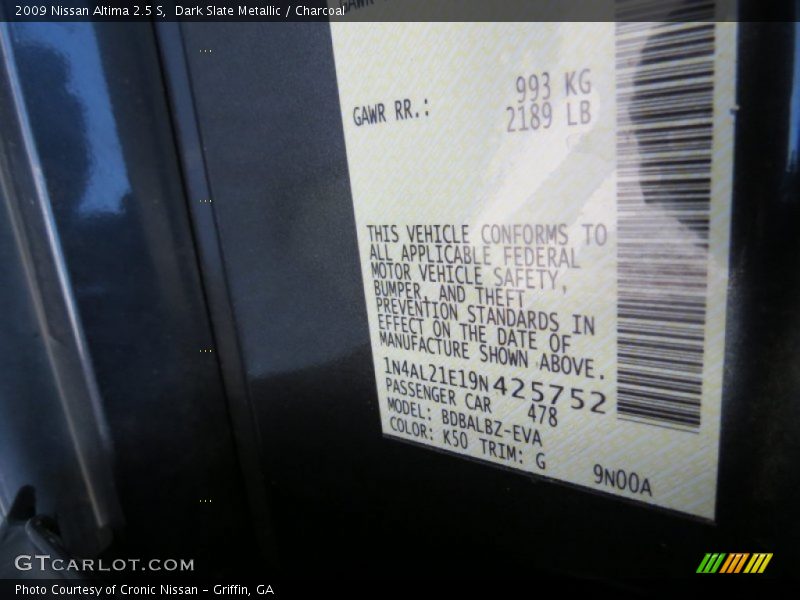 2009 Nissan Altima 2.5 S, Dark Slate Metallic / Charcoal
993 KG
GAWR RR.: 2189 LB
THIS VEHICLE CONFORMS TO
ALL APPLICABLE FEDERAL
MOTOR VEHICLE SAFETY,
BUMPER, AND THEFT
PREVENTION STANDARDS IN
EFFECT ON THE DATE OF
MANUFACTURE SHOWN ABOVE.
1N4AL21E19N425752
PASSENGER CAR 478
MODEL: BDBALBZ-EVA
COLOR: K50 TRIM: G 9N00A
GTCARLOT.COM
Photo Courtesy of Cronic Nissan - Griffin, GA